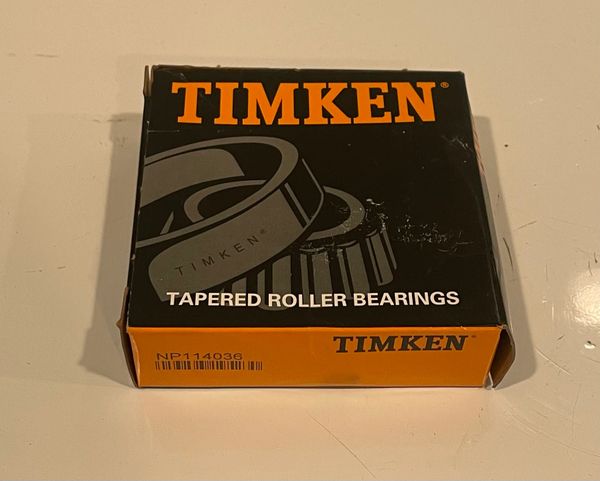 TIMKEN®
TIMKEN®
TAPERED ROLLER BEARINGS
TIMKEN
NP114036